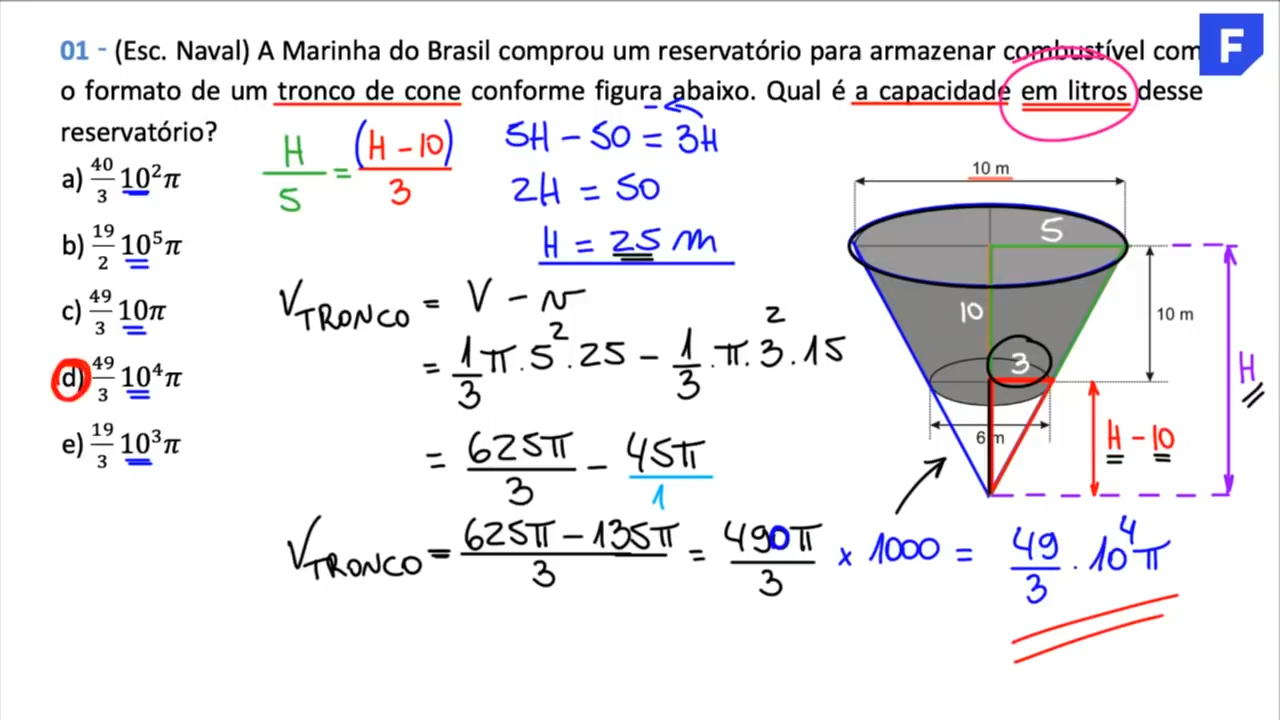 F
01 - (Esc. Naval) A Marinha do Brasil comprou um reservatório para armazenar combustível com
o formato de um tronco de cone conforme figura abaixo. Qual é a capacidade em litros desse
reservatório?
a) 40/3 10²π
b) 19/2 10⁵π
c) 49/3 10π
d) 49/3 10⁴π
e) 19/3 10³π
H/5 = (H - 10)/3
5H - 50 = 3H
2H = 50
H = 25 m
V TRONCO = V - v
= 1/3 π . 5² . 25 - 1/3 . π . 3² . 15
= 625π/3 - 45π/1
V TRONCO = 625π - 135π/3 = 490π/3 x 1000 = 49/3 . 10⁴π
10 m
5
10
10 m
3
H
6 m
H - 10